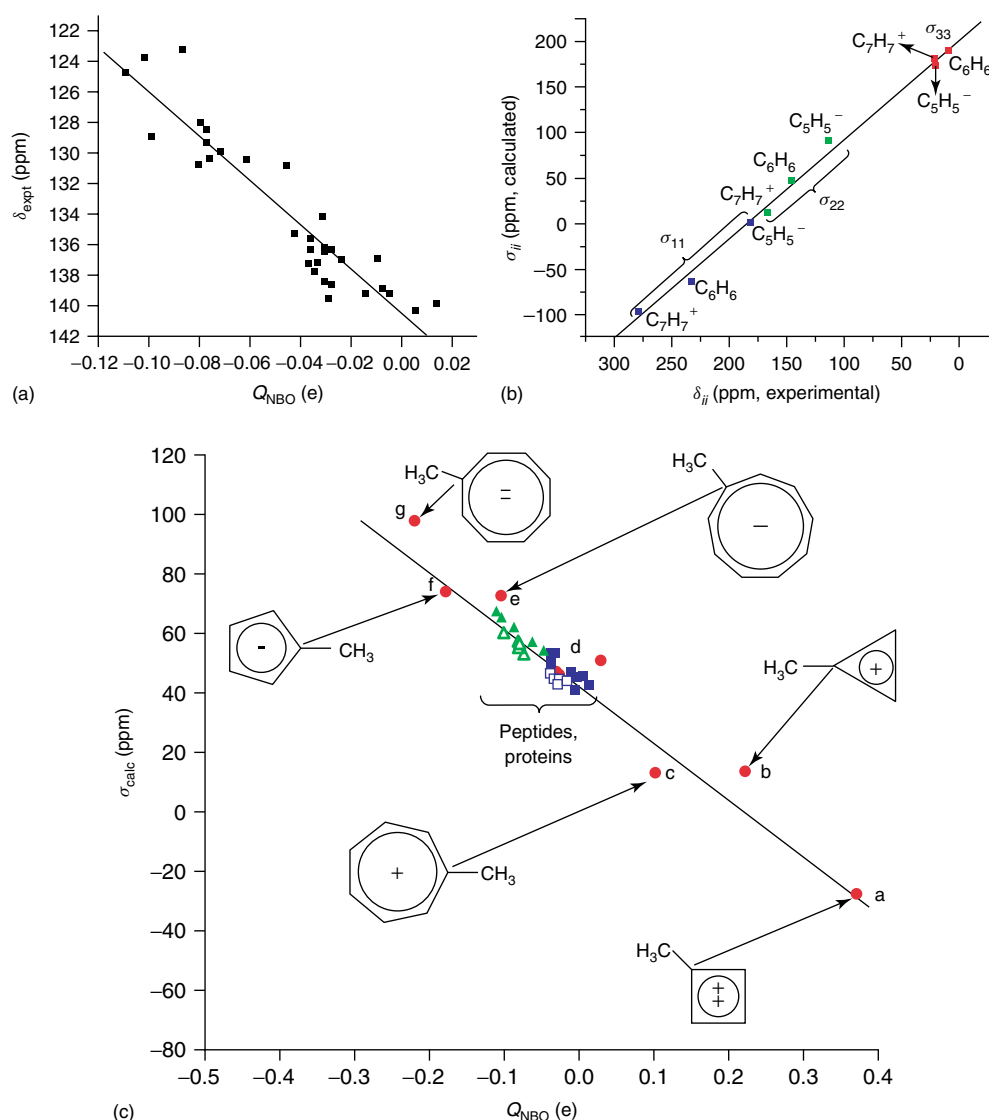 122
124
126
128
130
132
134
136
138
140
142
δexpt (ppm)
−0.12 −0.10 −0.08 −0.06 −0.04 −0.02 0.00 0.02
QNBO (e)
(a)
200
150
100
50
0
−50
−100
σii (ppm, calculated)
C7H7+
σ33
C6H6
C5H5−
C5H5−
C6H6
C7H7+
σ22
σ11
C5H5−
C6H6
C7H7+
300 250 200 150 100 50 0
δii (ppm, experimental)
(b)
120
100
80
60
40
20
0
−20
−40
−60
−80
σcalc (ppm)
H3C
=
g
H3C
−
f
e
-
CH3
d
H3C
+
Peptides,
proteins
c
b
+
CH3
a
H3C
+
+
−0.5 −0.4 −0.3 −0.2 −0.1 0.0 0.1 0.2 0.3 0.4
QNBO (e)
(c)